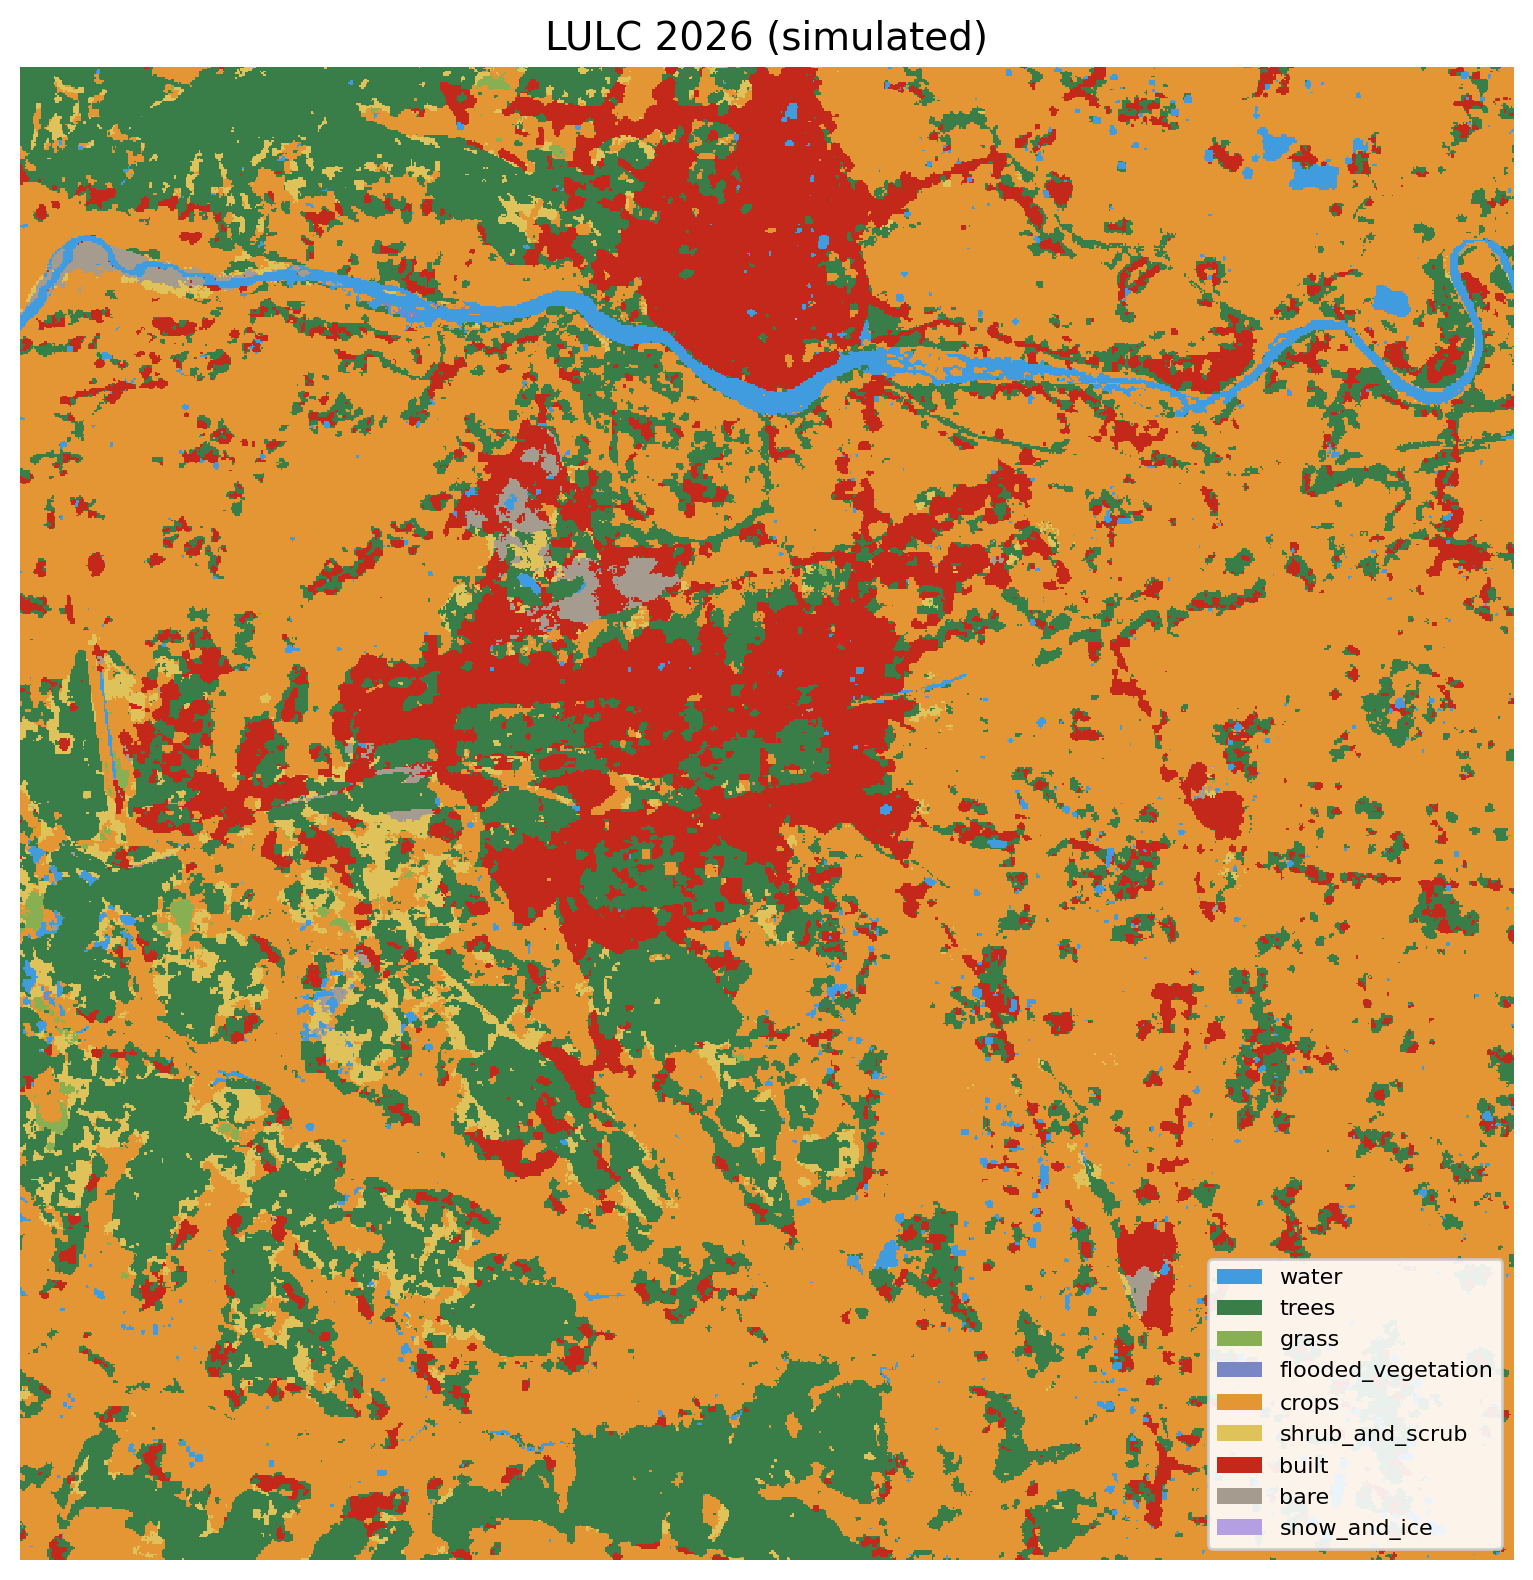 LULC 2026 (simulated)
water
trees
grass
flooded_vegetation
crops
shrub_and_scrub
built
bare
snow_and_ice